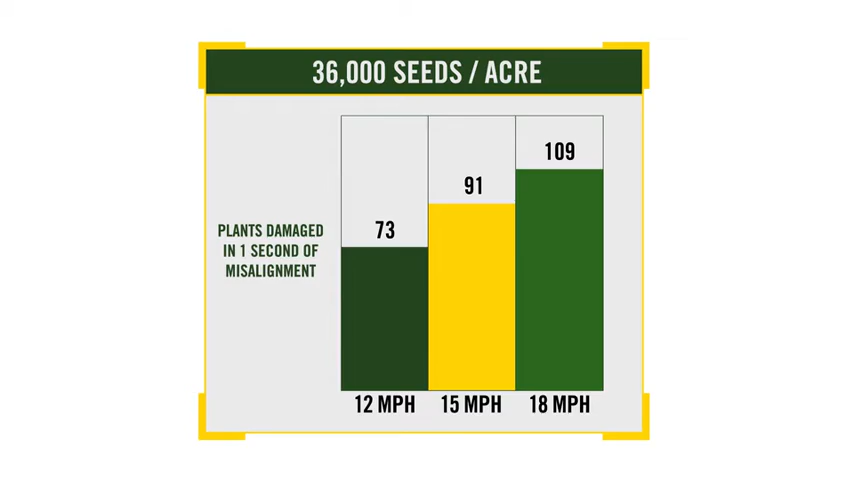 36,000 SEEDS / ACRE
109
91
73
PLANTS DAMAGED
IN 1 SECOND OF
MISALIGNMENT
12 MPH 15 MPH 18 MPH